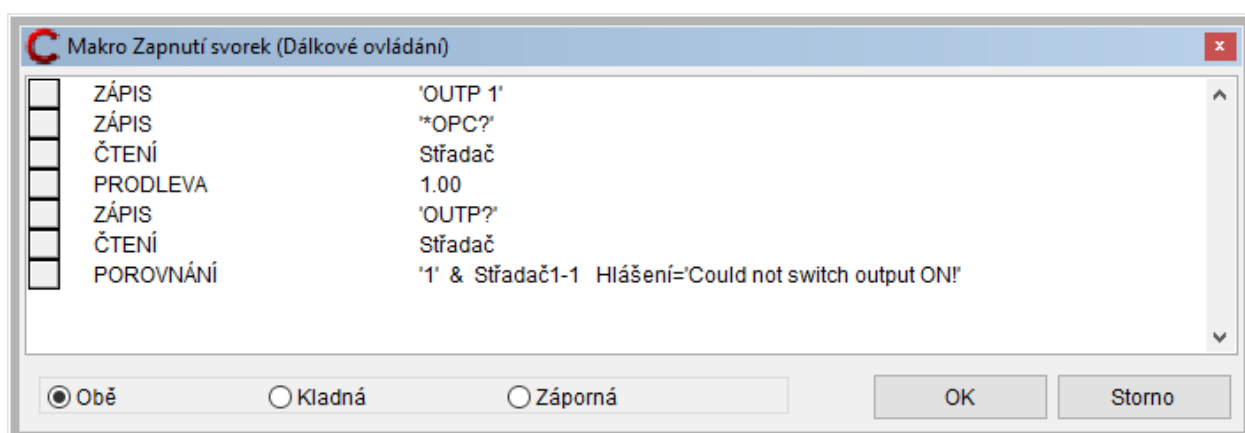 Makro Zapnutí svorek (Dálkové ovládání)
ZÁPIS 'OUTP 1'
ZÁPIS '*OPC?'
ČTENÍ Střadač
PRODLEVA 1.00
ZÁPIS 'OUTP?'
ČTENÍ Střadač
POROVNÁNÍ '1' & Střadač1-1 Hlášení='Could not switch output ON!'
Obě Kladná Záporná OK Storno